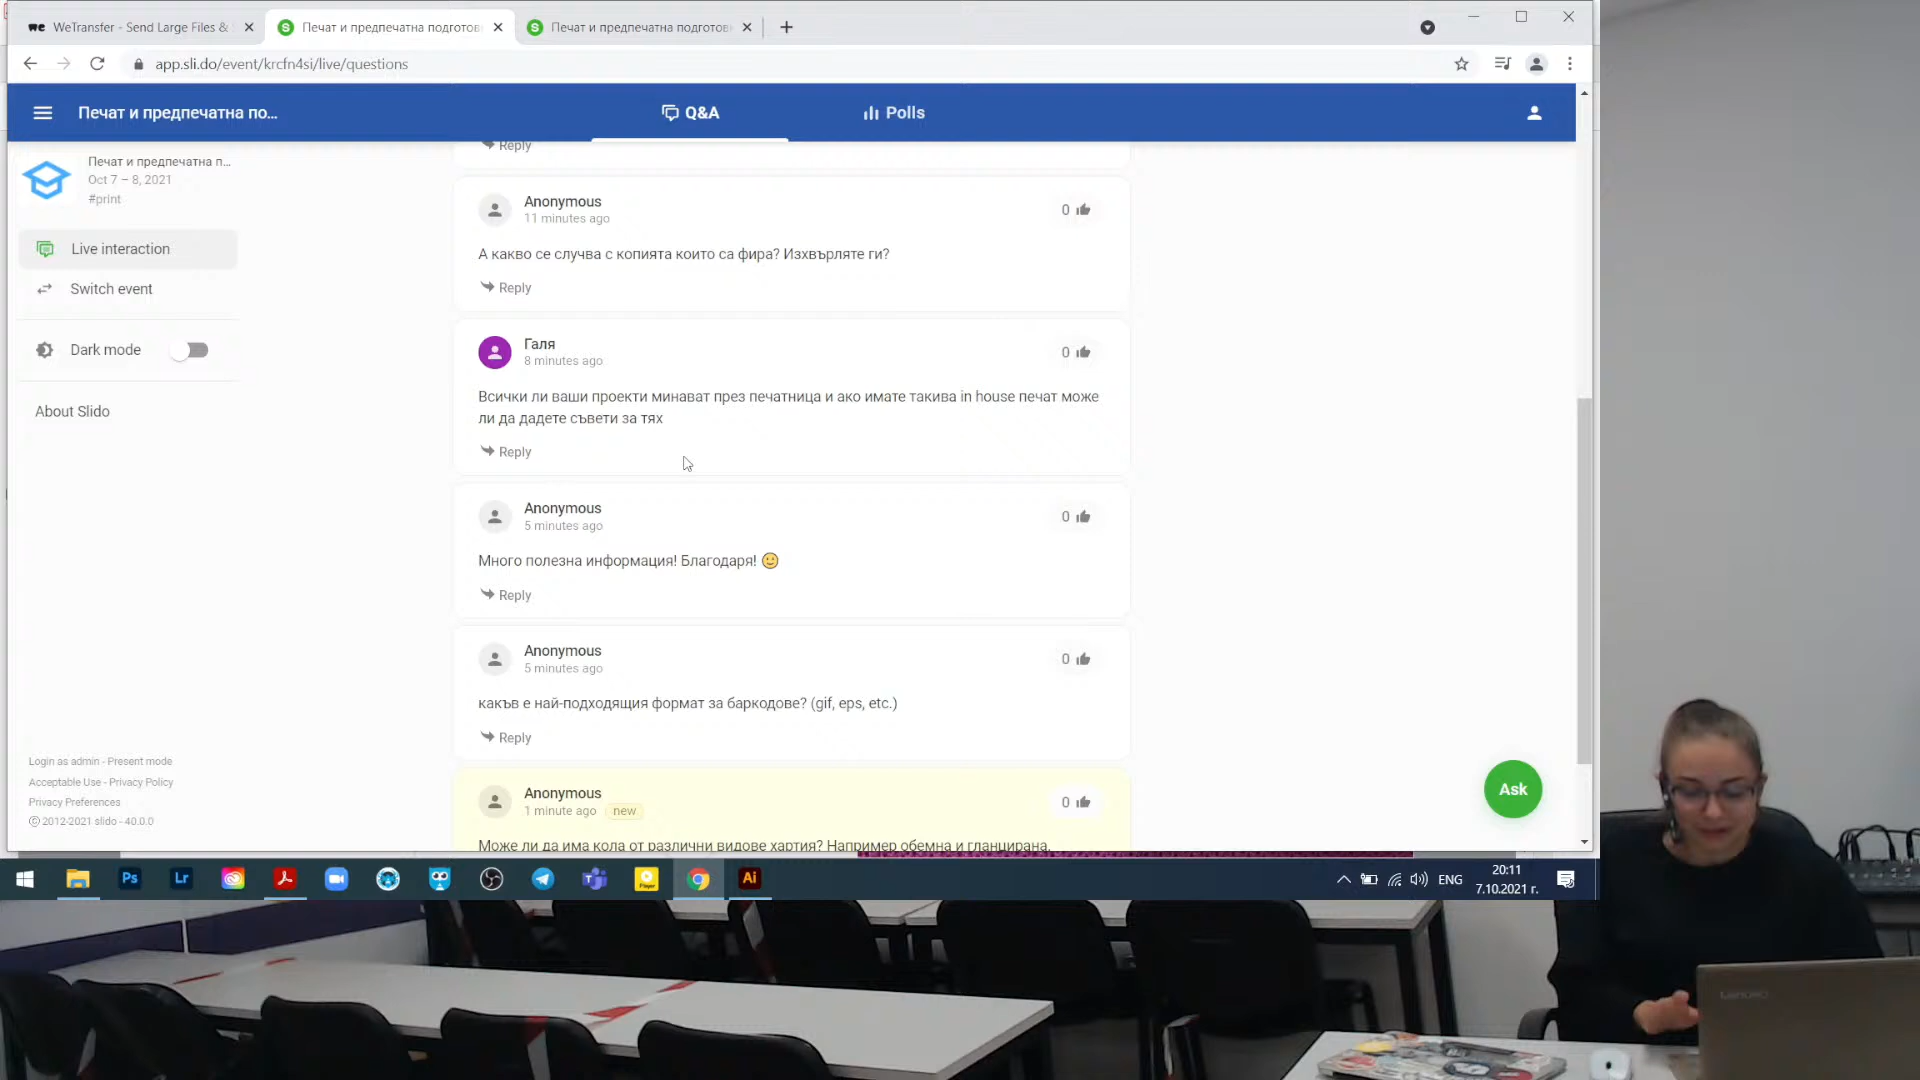 WeTransfer - Send Large Files &
Печат и предпечатна подготов
Печат и предпечатна подготов
app.sli.do/event/krcfn4si/live/questions
Печат и предпечатна по...
Q&A
Polls
Печат и предпечатна п...
Oct 7 – 8, 2021
#print
Live interaction
Switch event
Dark mode
About Slido
Login as admin - Present mode
Acceptable Use - Privacy Policy
Privacy Preferences
© 2012-2021 slido - 40.0.0
Reply
Anonymous
11 minutes ago
0
А какво се случва с копията които са фира? Изхвърляте ги?
Reply
Галя
8 minutes ago
0
Всички ли ваши проекти минават през печатница и ако имате такива in house печат може
ли да дадете съвети за тях
Reply
Anonymous
5 minutes ago
0
Много полезна информация! Благодаря! 🙂
Reply
Anonymous
5 minutes ago
0
какъв е най-подходящия формат за баркодове? (gif, eps, etc.)
Reply
Anonymous
1 minute ago new
0
Може ли да има кола от различни видове хартия? Например обемна и гланцирана.
Ask
Ps
Lr
Player
Ai
ENG
20:11
7.10.2021 г.
Lenovo